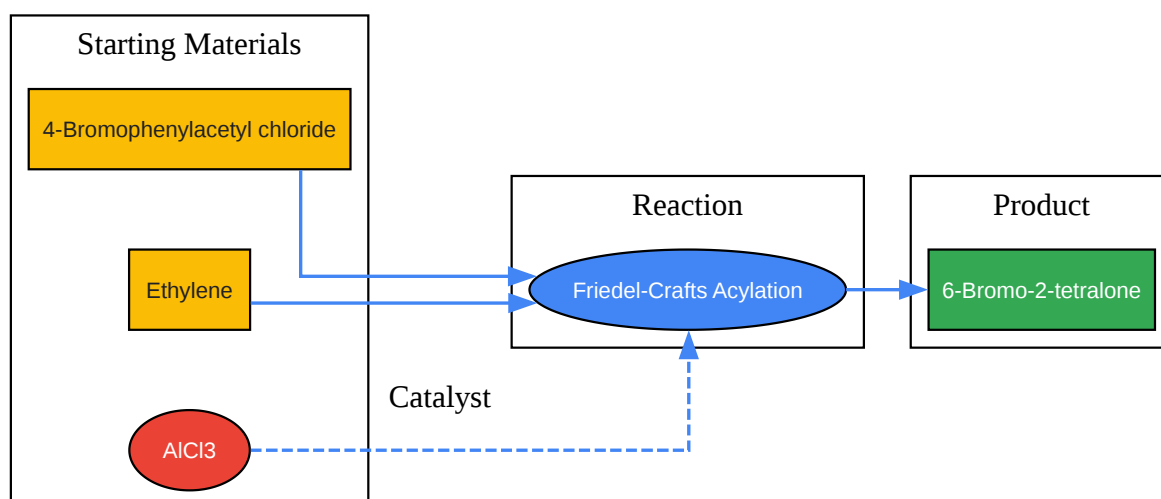 Starting Materials
4-Bromophenylacetyl chloride
Reaction
Product
Ethylene
Friedel-Crafts Acylation
6-Bromo-2-tetralone
Catalyst
AlCl3